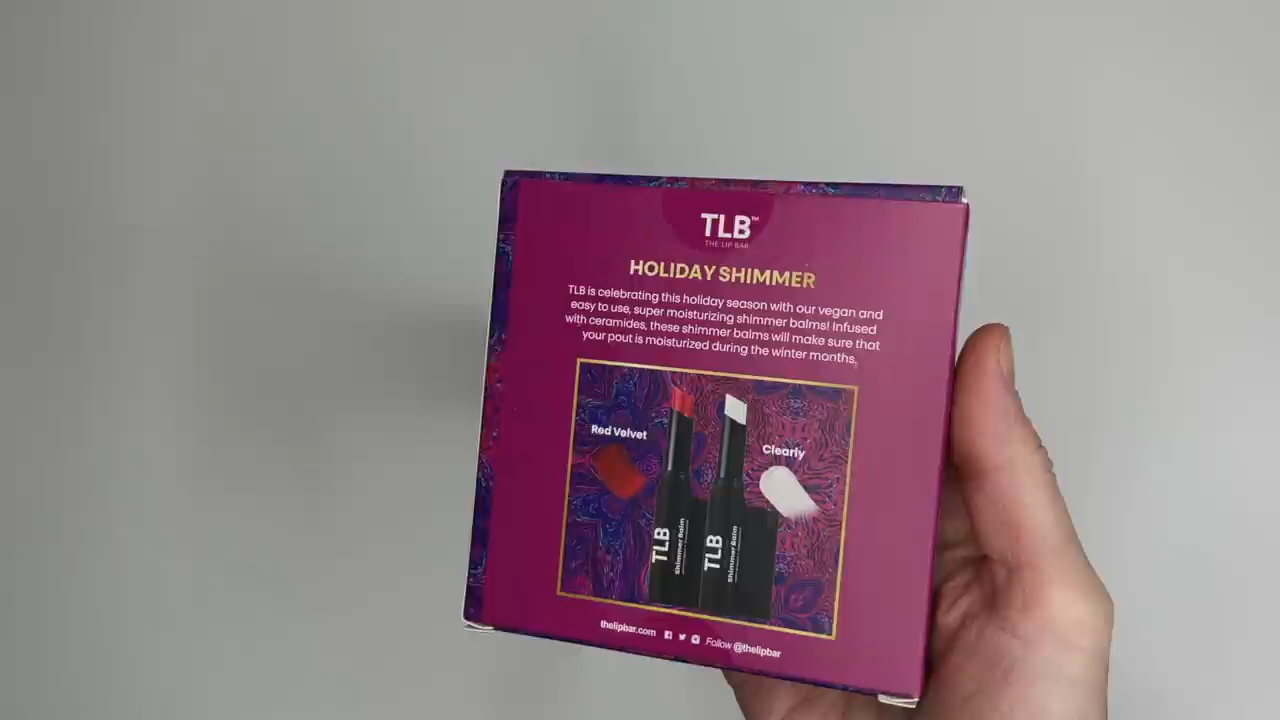 TLB™
THE LIP BAR
HOLIDAY SHIMMER
TLB is celebrating this holiday season with our vegan and
easy to use, super moisturizing shimmer balms! Infused
with ceramides, these shimmer balms will make sure that
your pout is moisturized during the winter months.
Red Velvet
Clearly
TLB
Shimmer Balm
TLB
Shimmer Balm
thelipbar.com Follow @thelipbar